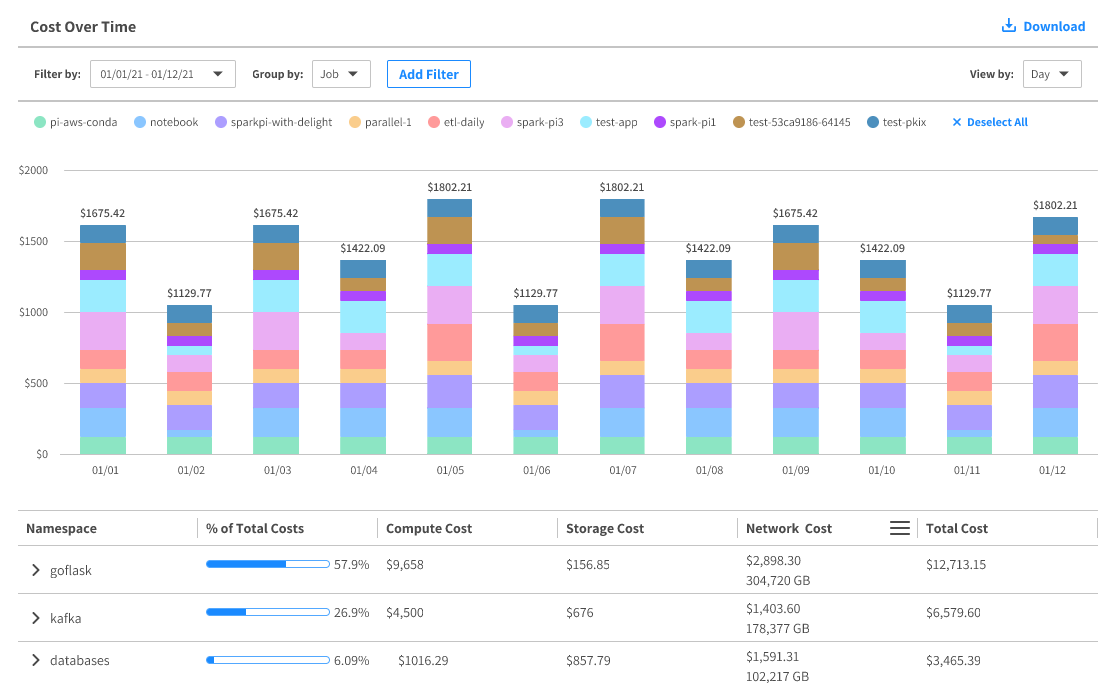 Cost Over Time
Download
Filter by: 01/01/21 - 01/12/21 Group by: Job Add Filter View by: Day
pi-aws-conda notebook sparkpi-with-delight parallel-1 etl-daily spark-pi3 test-app spark-pi1 test-53ca9186-64145 test-pkix × Deselect All
$2000
$1802.21 $1802.21
$1802.21
$1675.42 $1675.42 $1675.42
$1500
$1422.09 $1422.09 $1422.09
$1129.77 $1129.77 $1129.77
$1000
$500
$0
01/01 01/02 01/03 01/04 01/05 01/06 01/07 01/08 01/09 01/10 01/11 01/12
Namespace % of Total Costs Compute Cost Storage Cost Network Cost Total Cost
goflask 57.9% $9,658 $156.85 $2,898.30 $12,713.15
304,720 GB
kafka 26.9% $4,500 $676 $1,403.60 $6,579.60
178,377 GB
databases 6.09% $1016.29 $857.79 $1,591.31 $3,465.39
102,217 GB